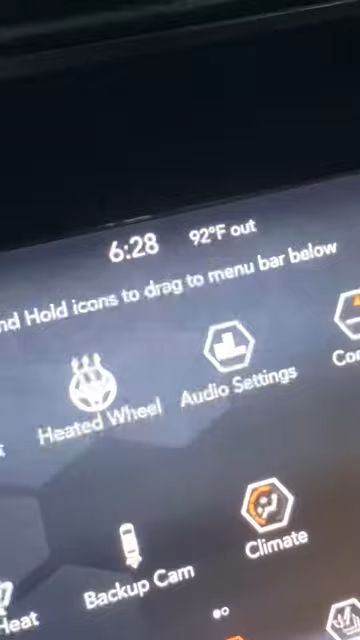 6:28 92°F out
nd Hold icons to drag to menu bar below
Heated Wheel Audio Settings Co
Backup Cam Climate
Heat